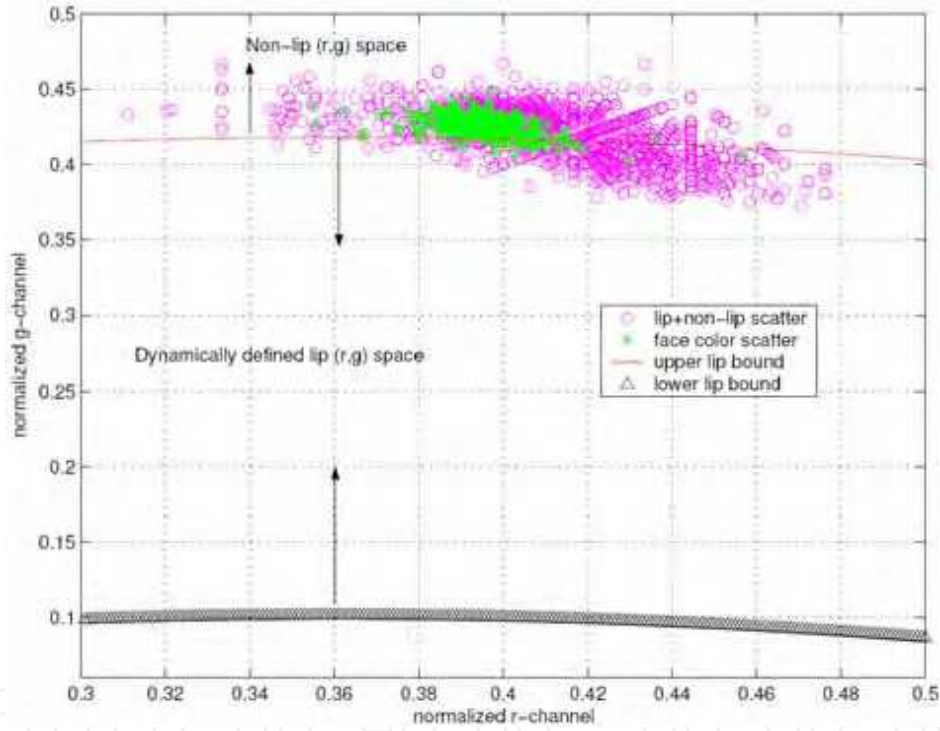 0.5
Non-lip (r,g) space
0.45
0.4
0.35
lip+non-lip scatter
0.3
face color scatter
normalized g-channel
Dynamically defined lip (r,g) space
upper lip bound
lower lip bound
0.25
0.2
0.15
0.1
0.3 0.32 0.34 0.36 0.38 0.4 0.42 0.44 0.46 0.48 0.5
normalized r-channel